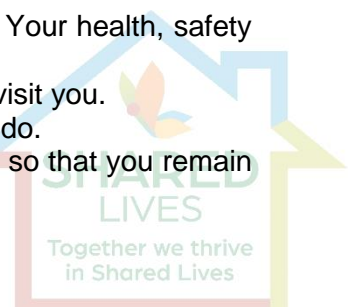 Your health, safety
visit you.
do.
so that you remain
SHARED
LIVES
Together we thrive
in Shared Lives